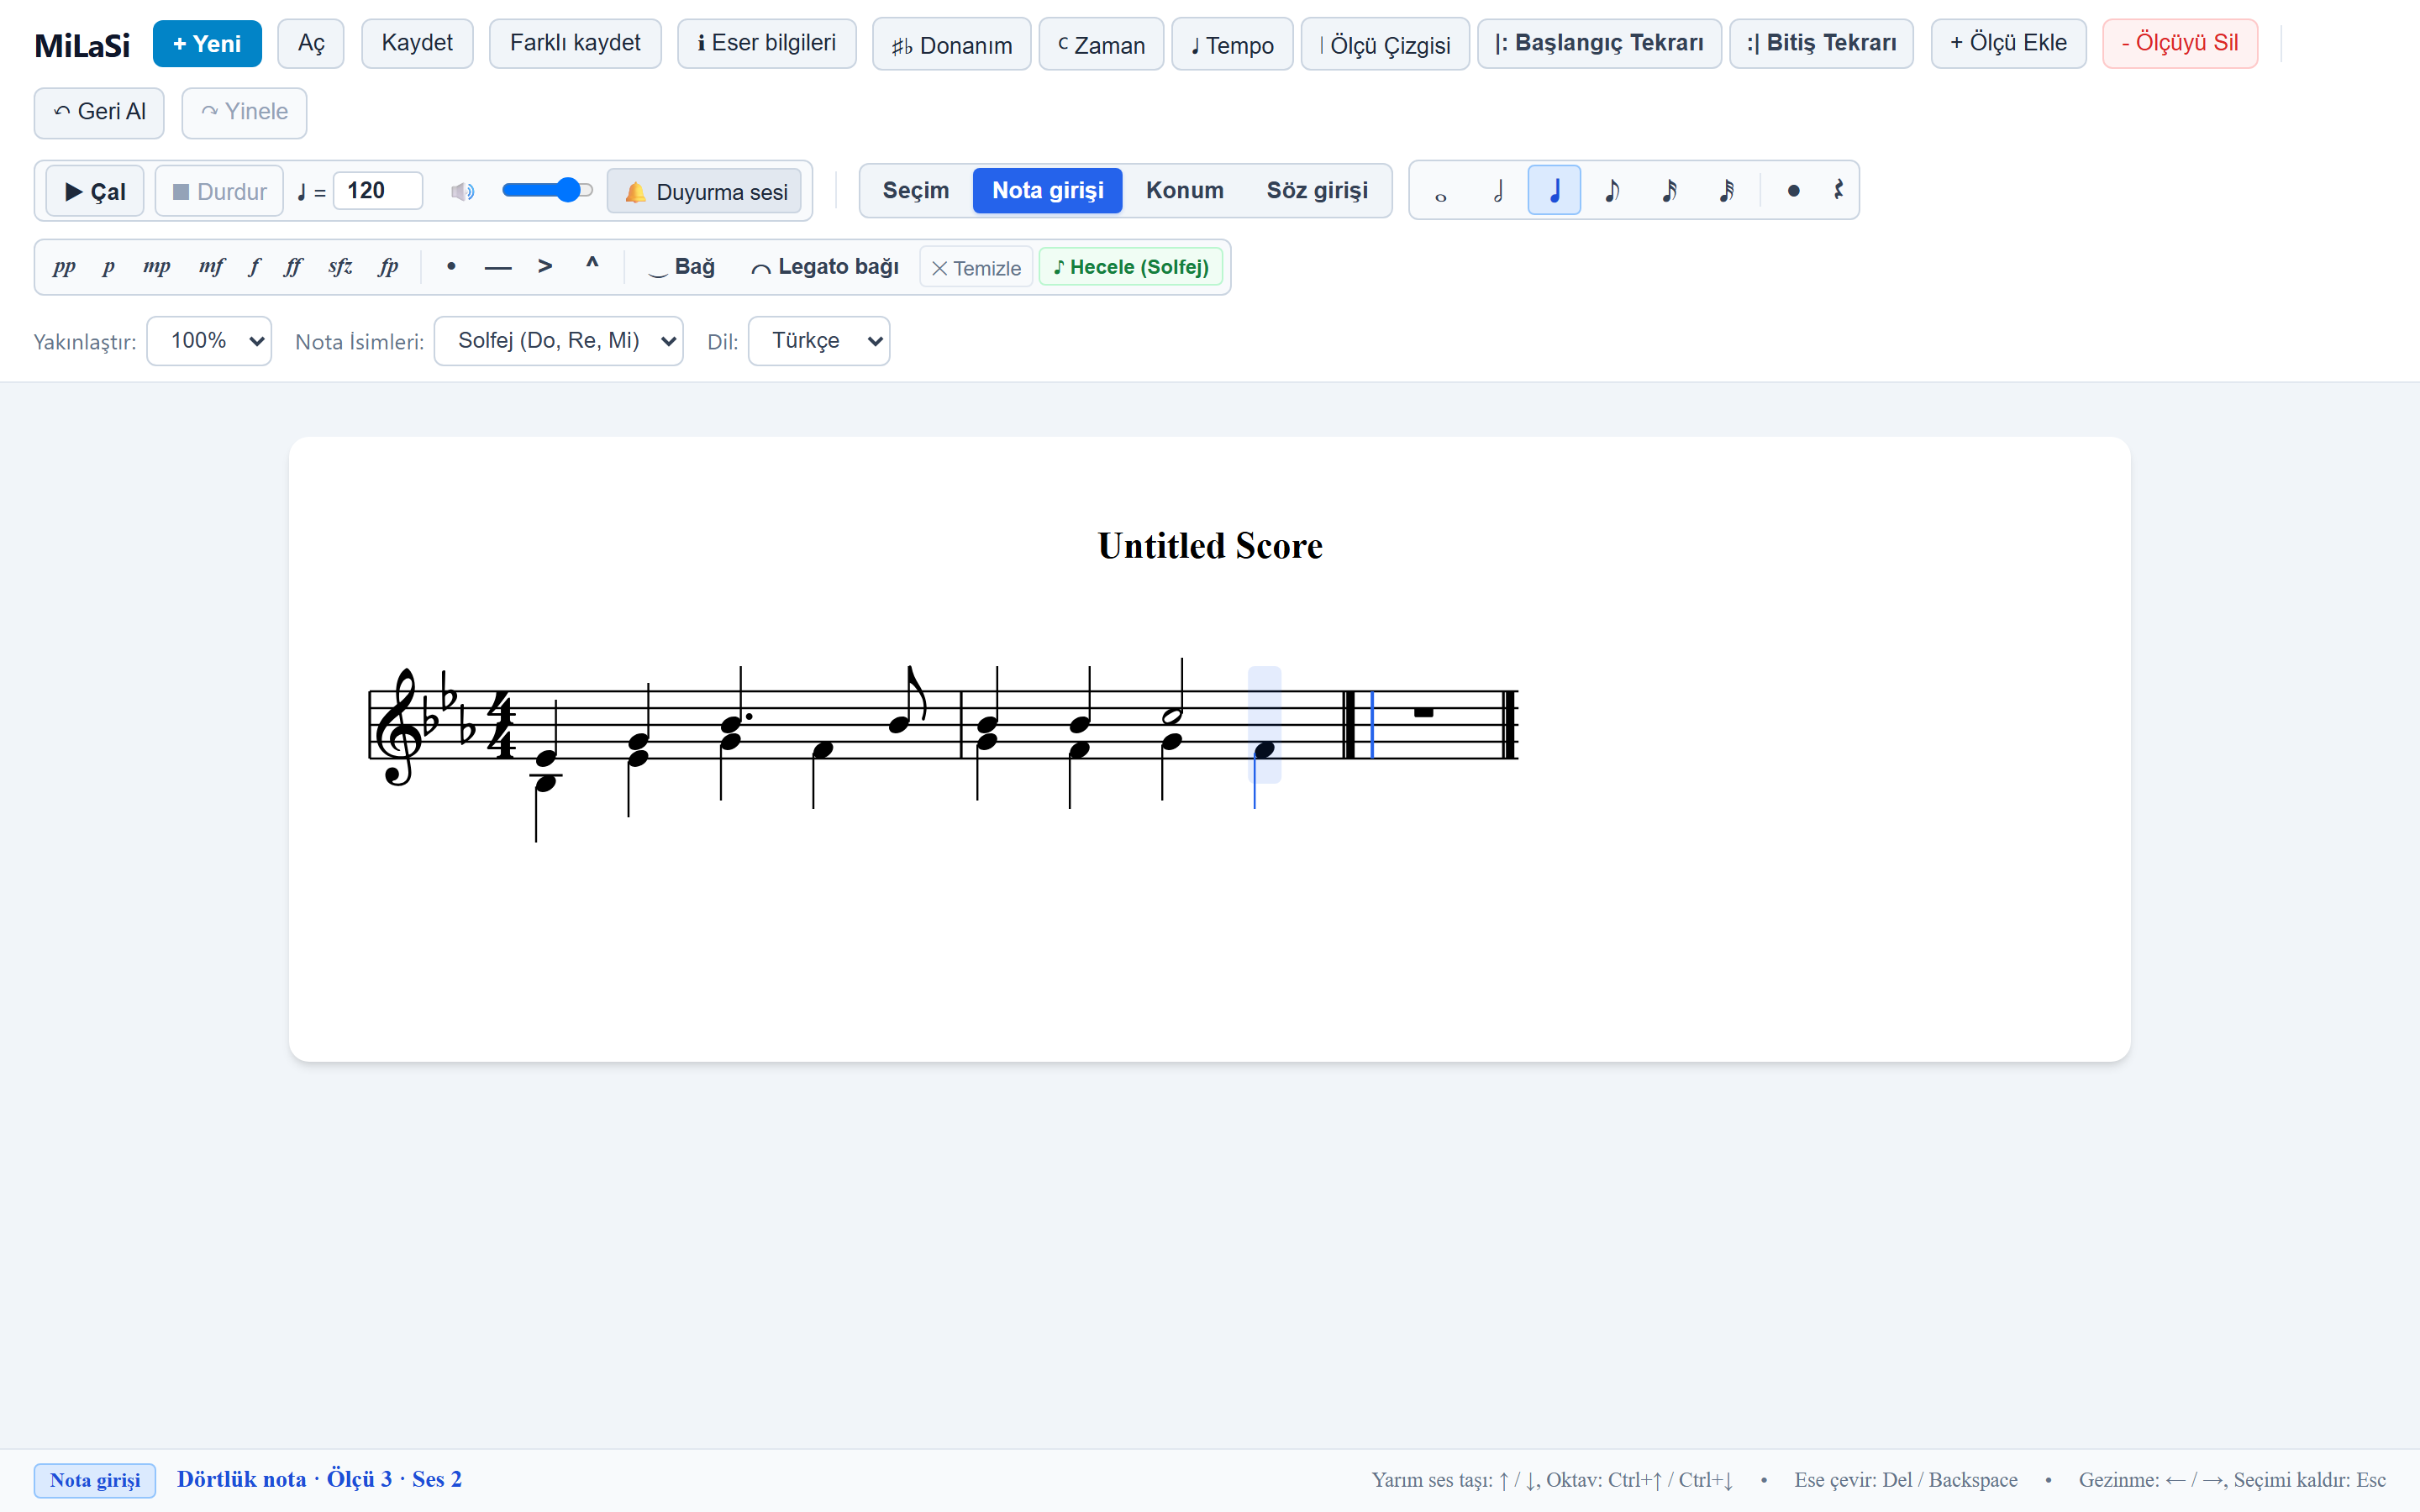 MiLaSi + Yeni Aç Kaydet Farklı kaydet ℹ Eser bilgileri ♯♭ Donanım C Zaman ♩ Tempo | Ölçü Çizgisi |: Başlangıç Tekrarı :| Bitiş Tekrarı + Ölçü Ekle - Ölçüyü Sil
↶ Geri Al ↷ Yinele
▶ Çal ■ Durdur ♩ = 120 🔊 🔔 Duyurma sesi Seçim Nota girişi Konum Söz girişi
pp p mp mf f ff sfz fp • — > ^ ‿ Bağ ⌒ Legato bağı ✕ Temizle ♪ Hecele (Solfej)
Yakınlaştır: 100% Nota İsimleri: Solfej (Do, Re, Mi) Dil: Türkçe
Untitled Score
4
4
Nota girişi Dörtlük nota · Ölçü 3 · Ses 2 Yarım ses taşı: ↑ / ↓, Oktav: Ctrl+↑ / Ctrl+↓ • Ese çevir: Del / Backspace • Gezinme: ← / →, Seçimi kaldır: Esc